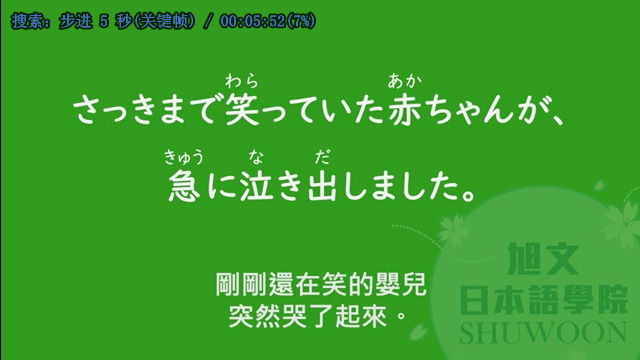 搜索: 步进 5 秒(关键帧) / 00:05:52(7%)
わら あか
さっきまで笑っていた赤ちゃんが、
きゅう な だ
急に泣き出しました。
剛剛還在笑的嬰兒
突然哭了起來。
旭文
日本語學院
SHUWOON